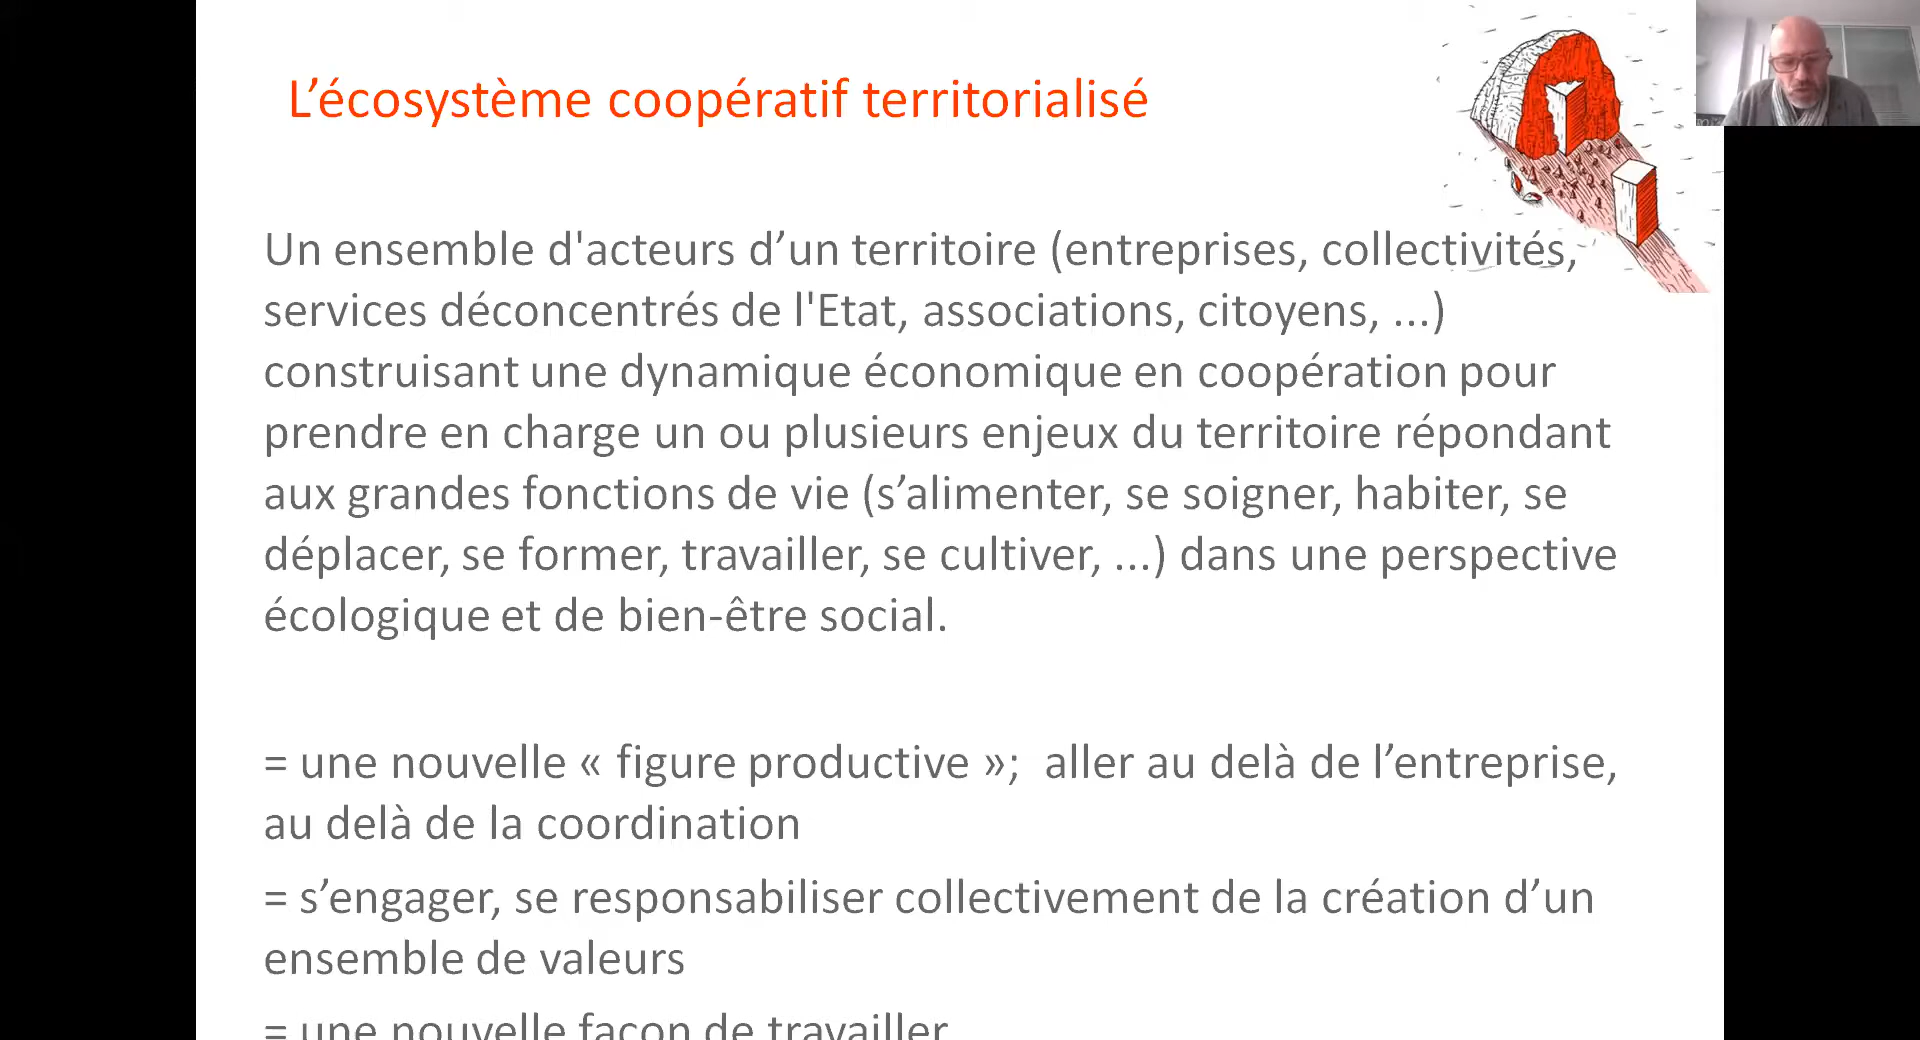 L’écosystème coopératif territorialisé
Un ensemble d'acteurs d’un territoire (entreprises, collectivités,
services déconcentrés de l'Etat, associations, citoyens, ...)
construisant une dynamique économique en coopération pour
prendre en charge un ou plusieurs enjeux du territoire répondant
aux grandes fonctions de vie (s’alimenter, se soigner, habiter, se
déplacer, se former, travailler, se cultiver, ...) dans une perspective
écologique et de bien-être social.
= une nouvelle « figure productive »;  aller au delà de l’entreprise,
au delà de la coordination
= s’engager, se responsabiliser collectivement de la création d’un
ensemble de valeurs
= une nouvelle façon de travailler